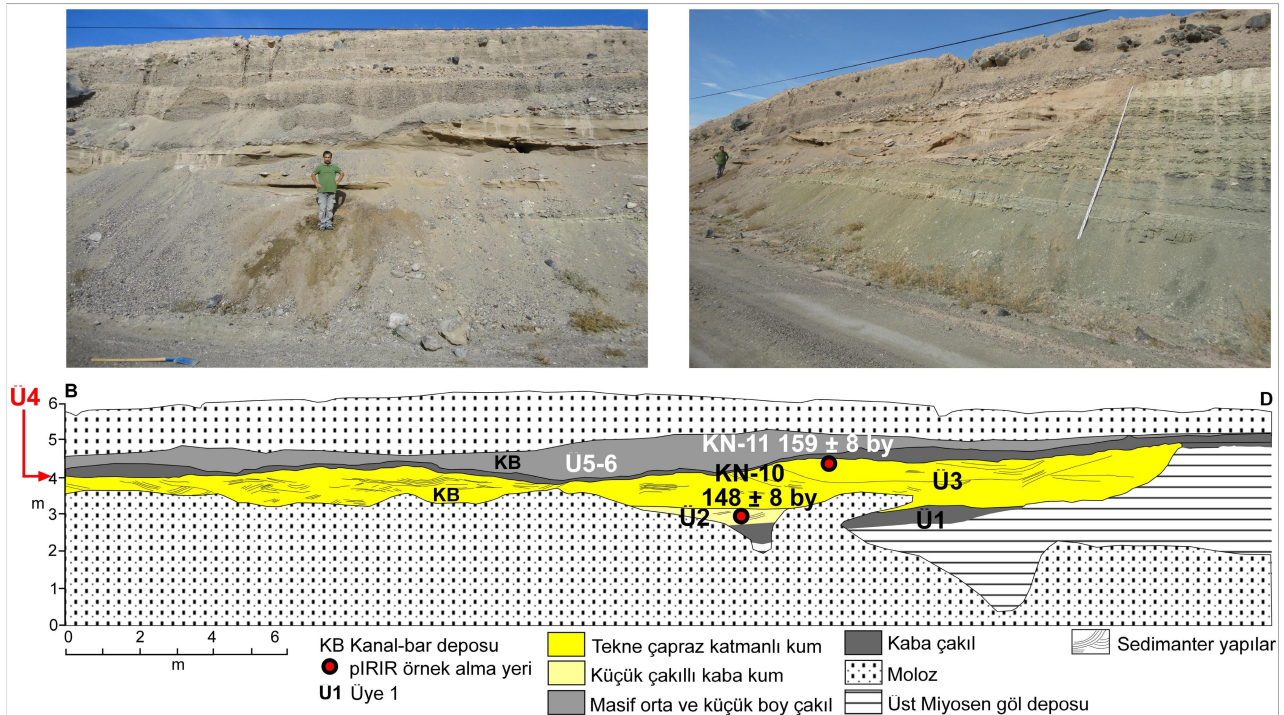 Ü4
B
D
6
5
4
m
3
2
1
0
KN-11 159 ± 8 by
KB
Ü5-6
KN-10
148 ± 8 by
KB
Ü3
Ü2
Ü1
0 2 4 6
m
KB Kanal-bar deposu
pIRIR örnek alma yeri
Ü1 Üye 1
Tekne çapraz katmanlı kum
Küçük çakıllı kaba kum
Masif orta ve küçük boy çakıl
Kaba çakıl
Moloz
Üst Miyosen göl deposu
Sedimanter yapılar